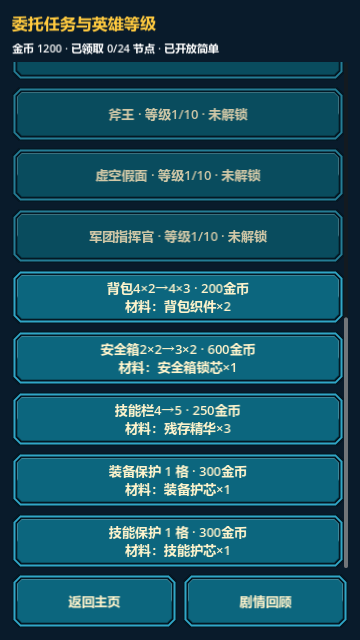 委托任务与英雄等级
金币 1200 · 已领取 0/24 节点 · 已开放简单
斧王 · 等级1/10 · 未解锁
虚空假面 · 等级1/10 · 未解锁
军团指挥官 · 等级1/10 · 未解锁
背包4×2→4×3 · 200金币
材料：背包织件×2
安全箱2×2→3×2 · 600金币
材料：安全箱锁芯×1
技能栏4→5 · 250金币
材料：残存精华×3
装备保护 1 格 · 300金币
材料：装备护芯×1
技能保护 1 格 · 300金币
材料：技能护芯×1
返回主页
剧情回顾